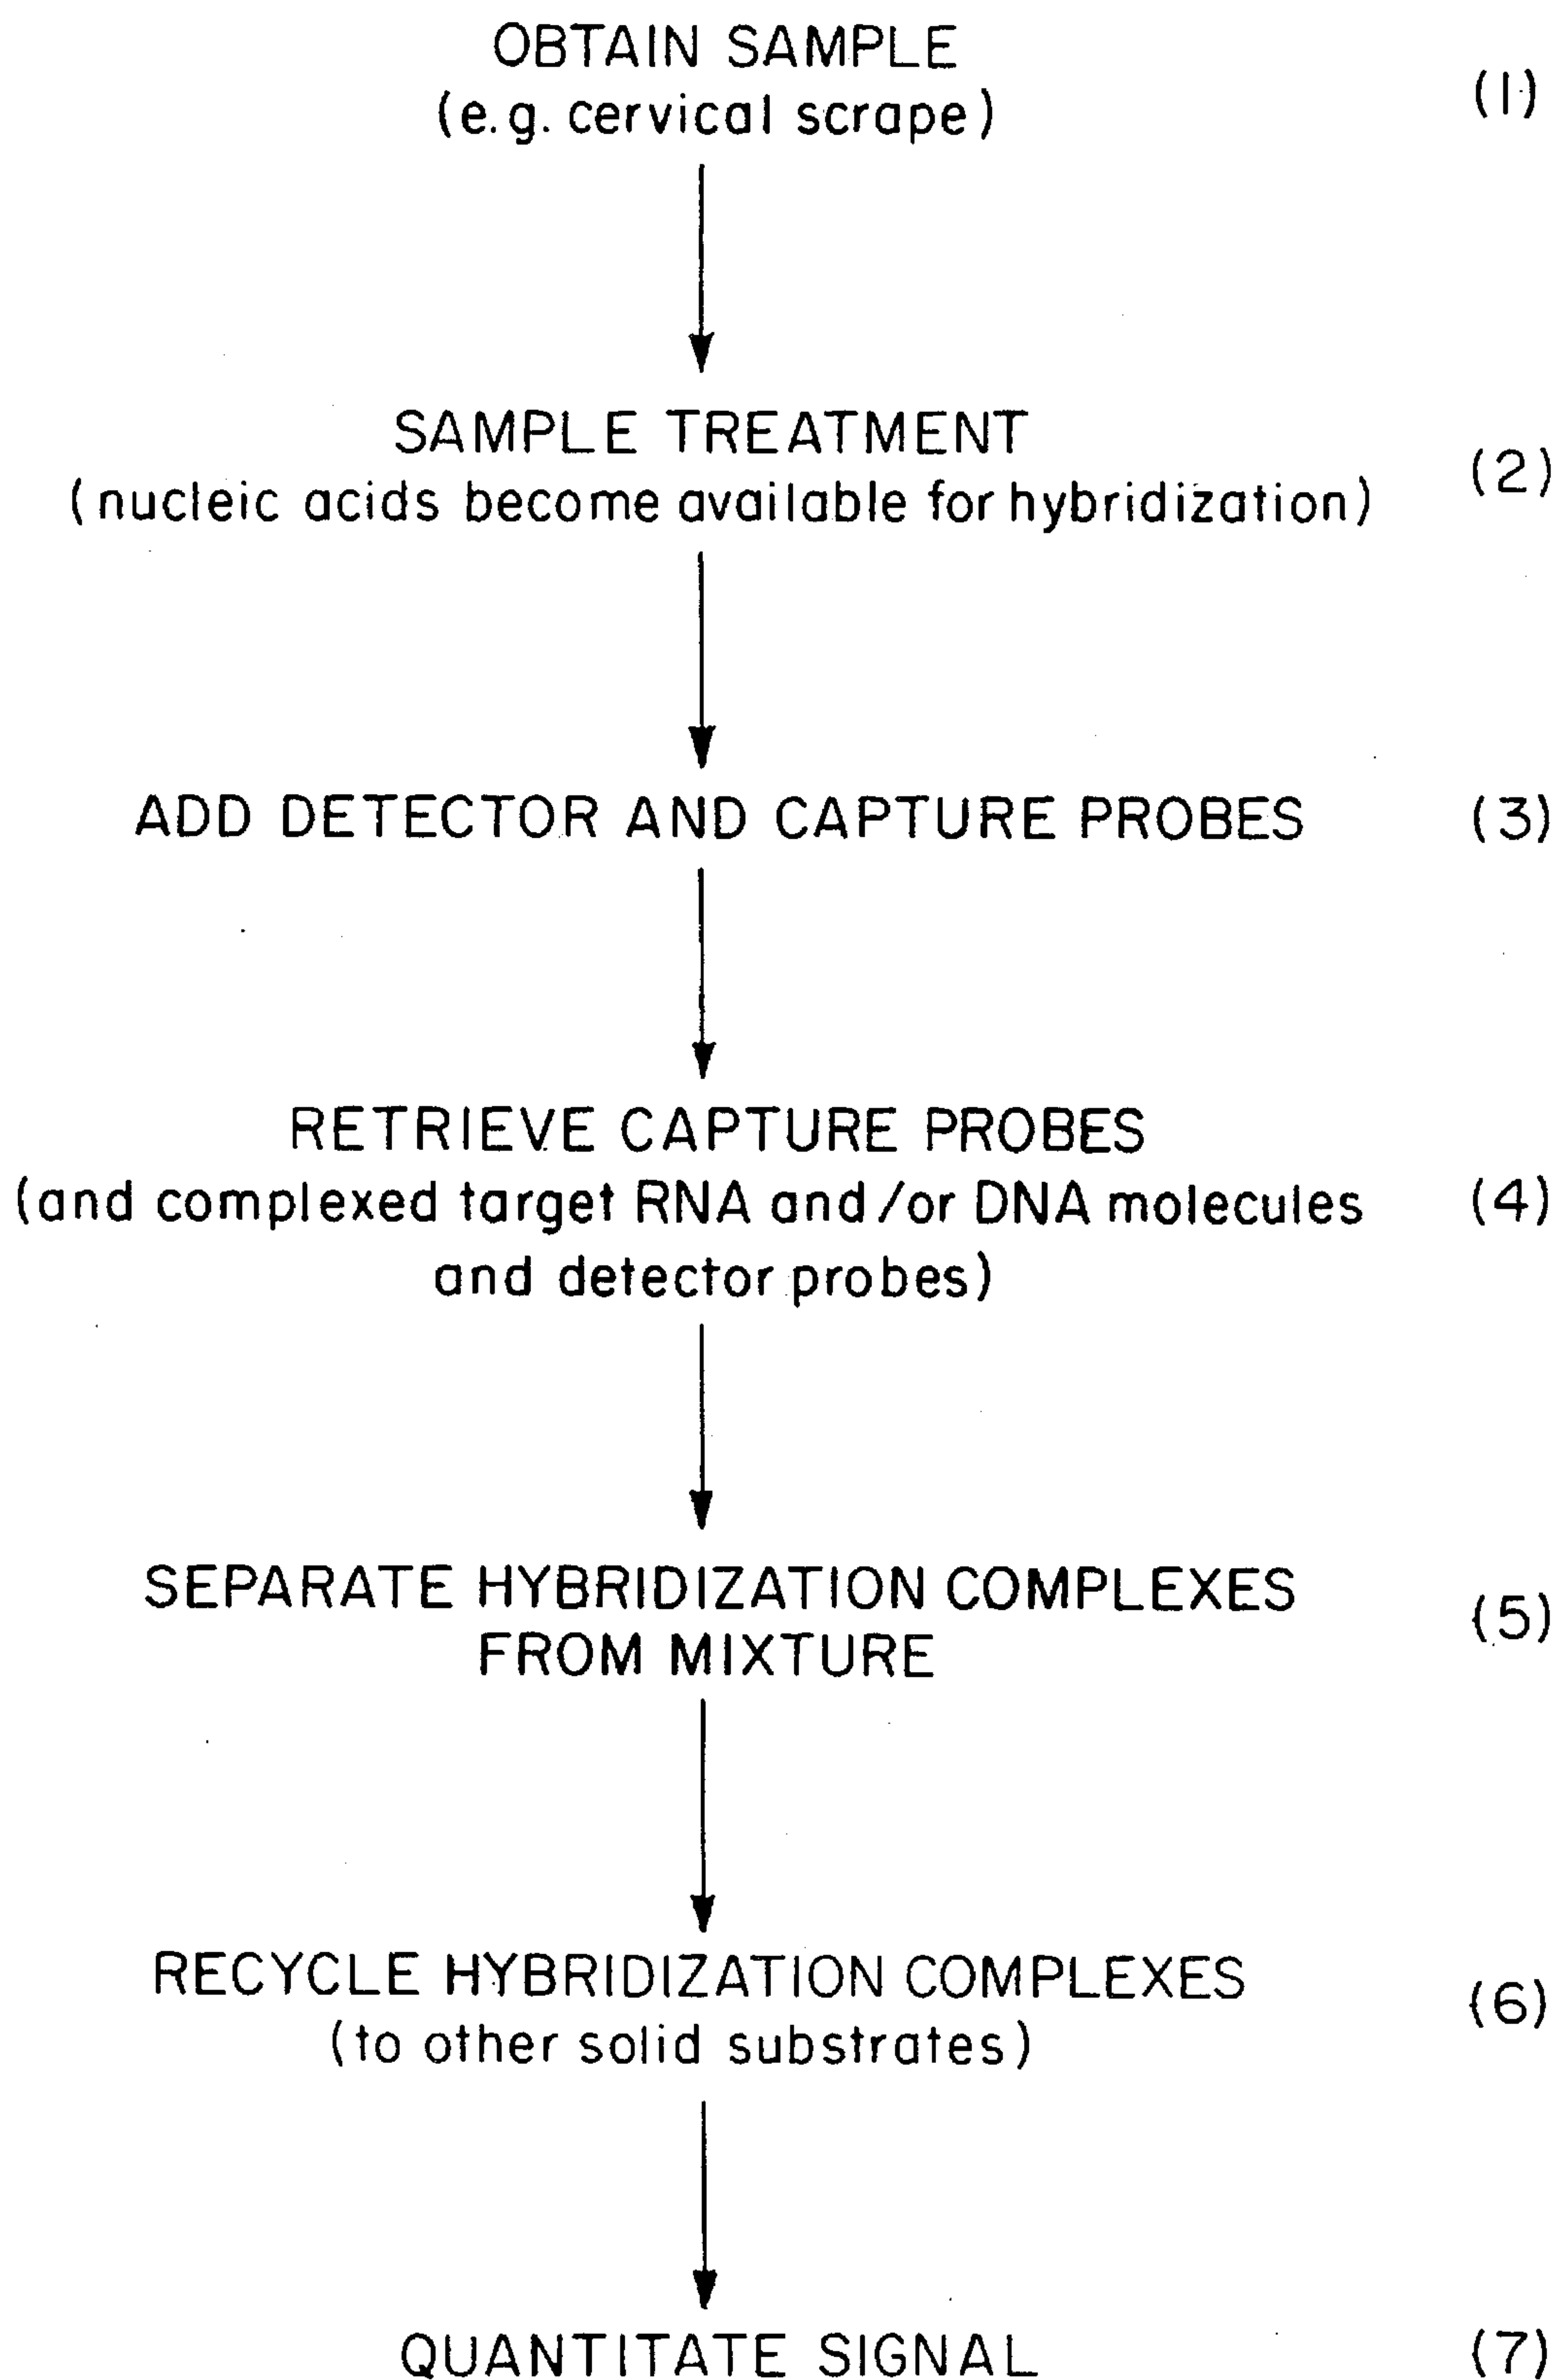 OBTAIN SAMPLE
(e.g. cervical scrape)
(1)
SAMPLE TREATMENT
(nucleic acids become available for hybridization)
(2)
ADD DETECTOR AND CAPTURE PROBES
(3)
RETRIEVE CAPTURE PROBES
(and complexed target RNA and/or DNA molecules
and detector probes)
(4)
SEPARATE HYBRIDIZATION COMPLEXES
FROM MIXTURE
(5)
RECYCLE HYBRIDIZATION COMPLEXES
(to other solid substrates)
(6)
QUANTITATE SIGNAL
(7)